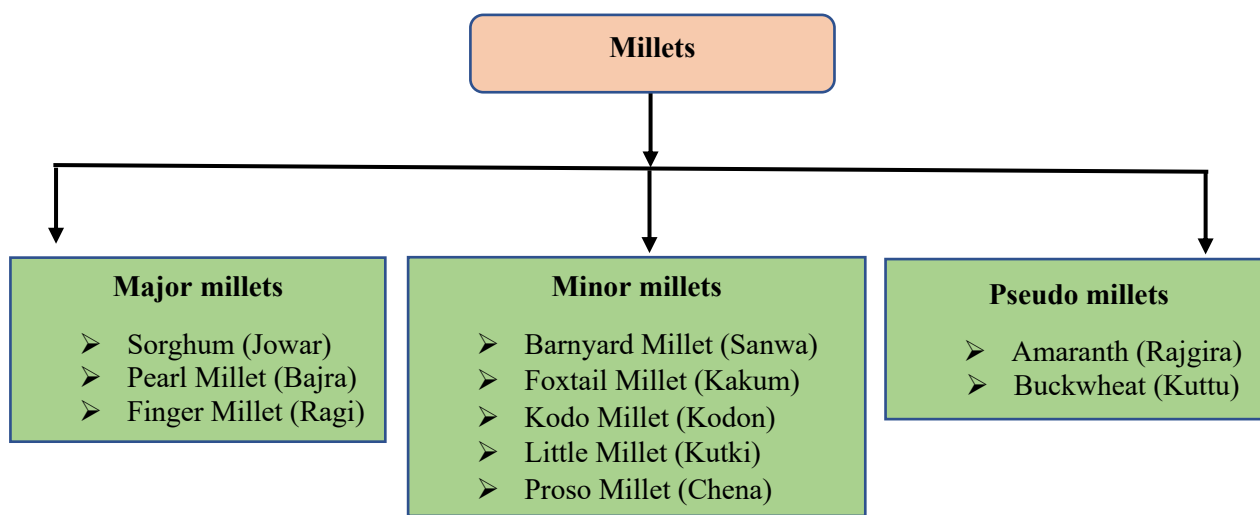 Millets
Major millets
➢ Sorghum (Jowar)
➢ Pearl Millet (Bajra)
➢ Finger Millet (Ragi)
Minor millets
➢ Barnyard Millet (Sanwa)
➢ Foxtail Millet (Kakum)
➢ Kodo Millet (Kodon)
➢ Little Millet (Kutki)
➢ Proso Millet (Chena)
Pseudo millets
➢ Amaranth (Rajgira)
➢ Buckwheat (Kuttu)